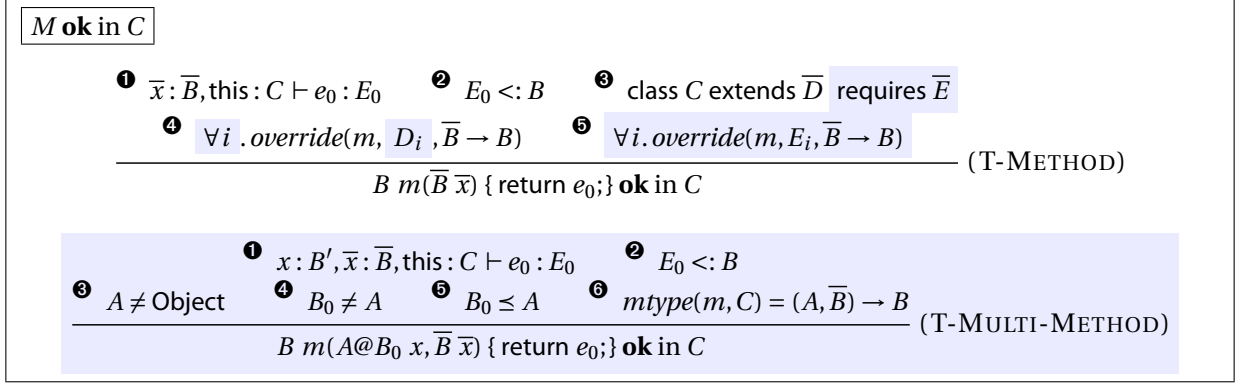 M ok in C
❶ x̅ : B̅, this : C ⊢ e₀ : E₀ ❷ E₀ <: B ❸ class C extends D̅ requires E̅
❹ ∀i . override(m, Dᵢ , B̅ → B) ❺ ∀i. override(m, Eᵢ, B̅ → B)
(T-METHOD)
B m(B̅ x̅) { return e₀;} ok in C
❶ x : B′, x̅ : B̅, this : C ⊢ e₀ : E₀ ❷ E₀ <: B
❸ A ≠ Object ❹ B₀ ≠ A ❺ B₀ ⪯ A ❻ mtype(m, C) = (A, B̅) → B
(T-MULTI-METHOD)
B m(A@B₀ x, B̅ x̅) { return e₀;} ok in C